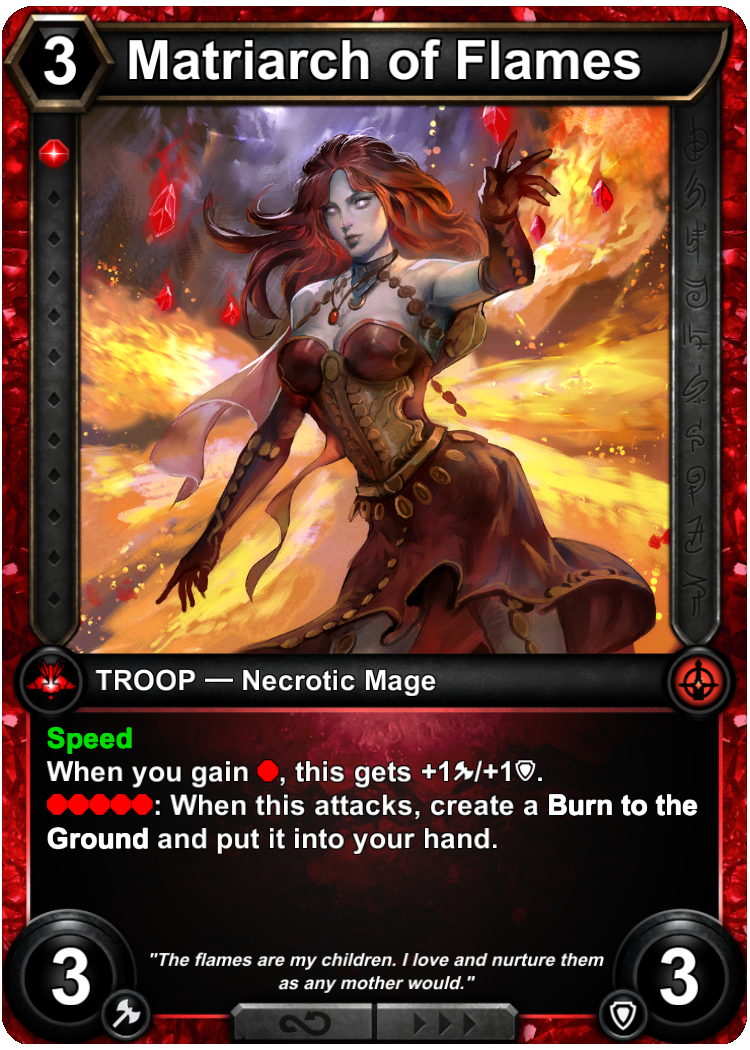 3 Matriarch of Flames
TROOP — Necrotic Mage
Speed
When you gain , this gets +1/+1.
: When this attacks, create a Burn to the
Ground and put it into your hand.
"The flames are my children. I love and nurture them
as any mother would."
3 3